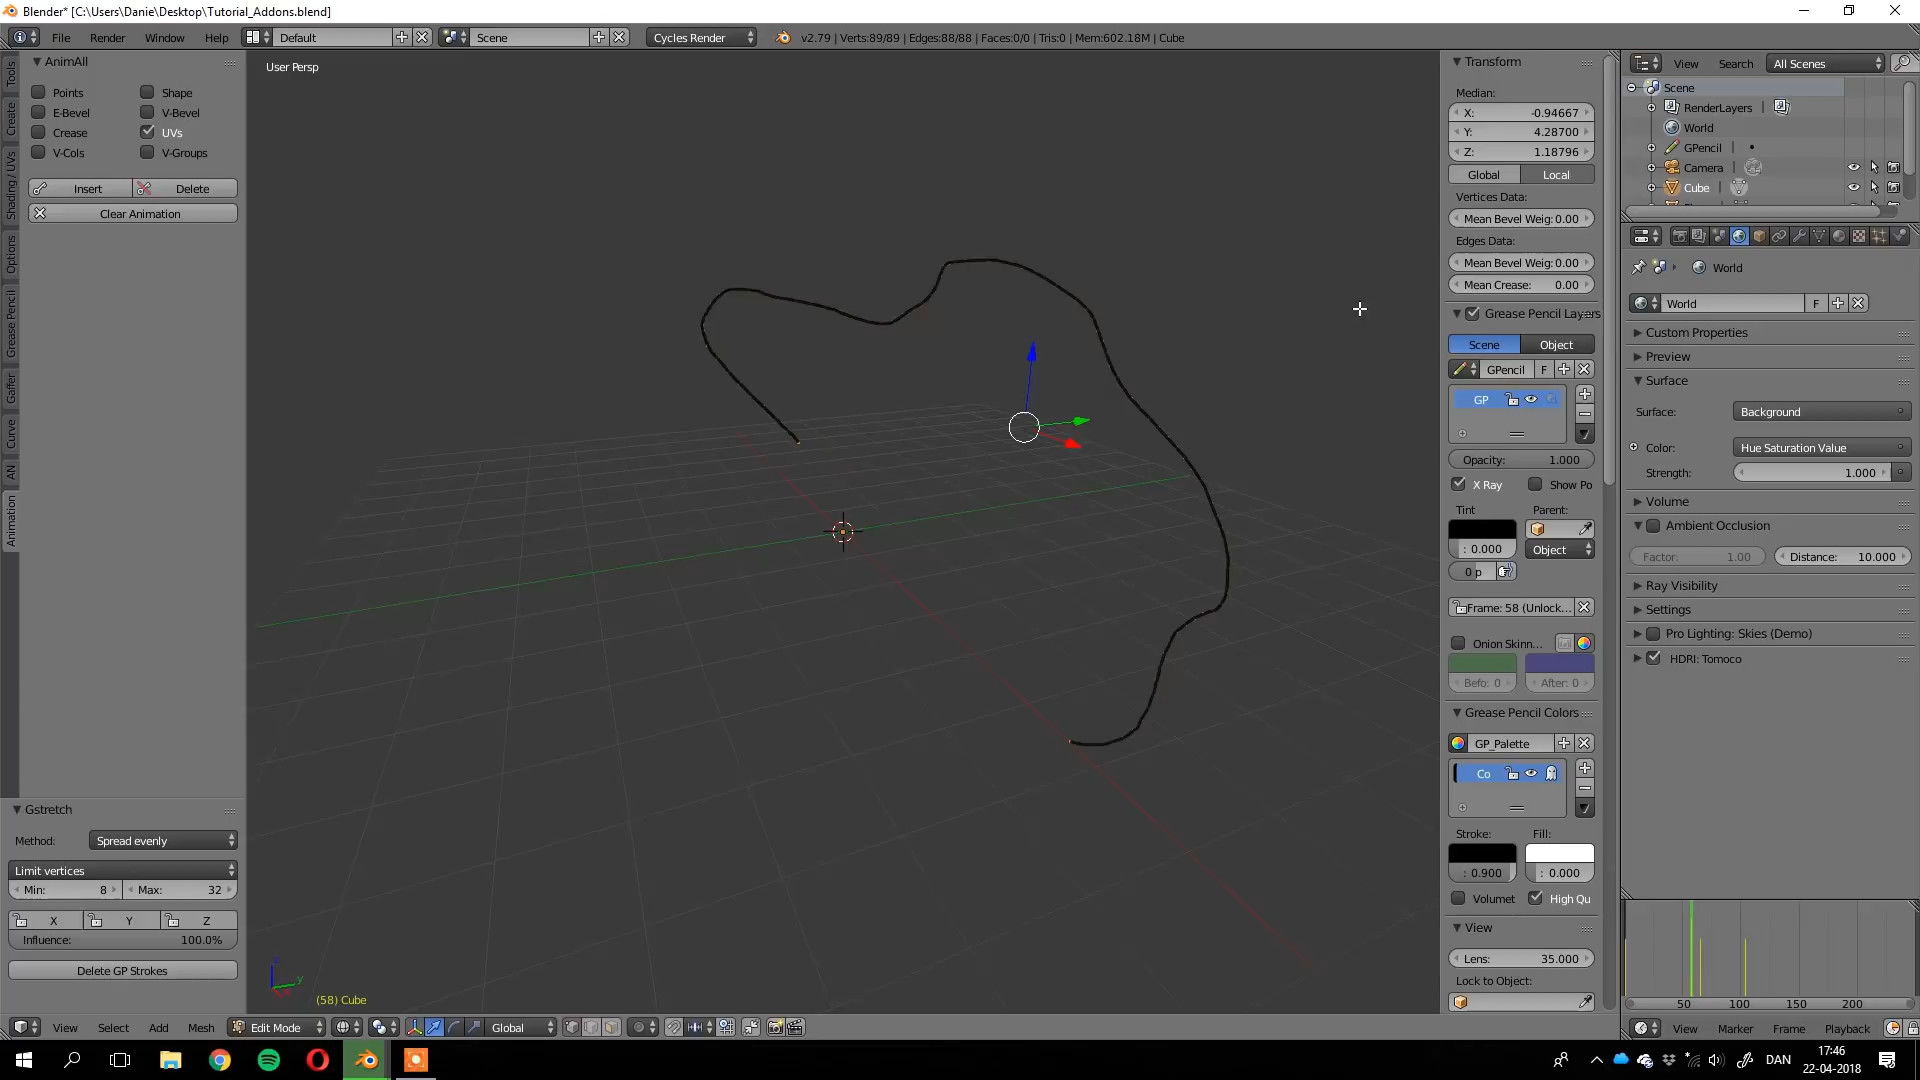 Blender* [C:\Users\Danie\Desktop\Tutorial_Addons.blend]
File Render Window Help Default Scene Cycles Render v2.79 | Verts:89/89 | Edges:88/88 | Faces:0/0 | Tris:0 | Mem:602.18M | Cube
Tools
Create
Shading / UVs
Options
Grease Pencil
Gaffer
Curve
AN
Animation
AnimAll
Points Shape
E-Bevel V-Bevel
Crease UVs
V-Cols V-Groups
Insert Delete
Clear Animation
Gstretch
Method: Spread evenly
Limit vertices
Min: 8 Max: 32
X Y Z
Influence: 100.0%
Delete GP Strokes
User Persp
z
y
(58) Cube
Transform
Median:
X: -0.94667
Y: 4.28700
Z: 1.18796
Global Local
Vertices Data:
Mean Bevel Weig: 0.00
Edges Data:
Mean Bevel Weig: 0.00
Mean Crease: 0.00
Grease Pencil Layers
Scene Object
GPencil F
GP
Opacity: 1.000
X Ray Show Po
Tint Parent:
: 0.000 Object
0 p
Frame: 58 (Unlock...
Onion Skinn...
Befo: 0 After: 0
Grease Pencil Colors
GP_Palette
Co
Stroke: Fill:
: 0.900 : 0.000
Volumet High Qu
View
Lens: 35.000
Lock to Object:
View Search All Scenes
Scene
RenderLayers
World
GPencil
Camera
Cube
World
World F
Custom Properties
Preview
Surface
Surface: Background
Color: Hue Saturation Value
Strength: 1.000
Volume
Ambient Occlusion
Factor: 1.00 Distance: 10.000
Ray Visibility
Settings
Pro Lighting: Skies (Demo)
HDRI: Tomoco
50 100 150 200
View Marker Frame Playback
View Select Add Mesh Edit Mode Global
DAN
17:46
22-04-2018